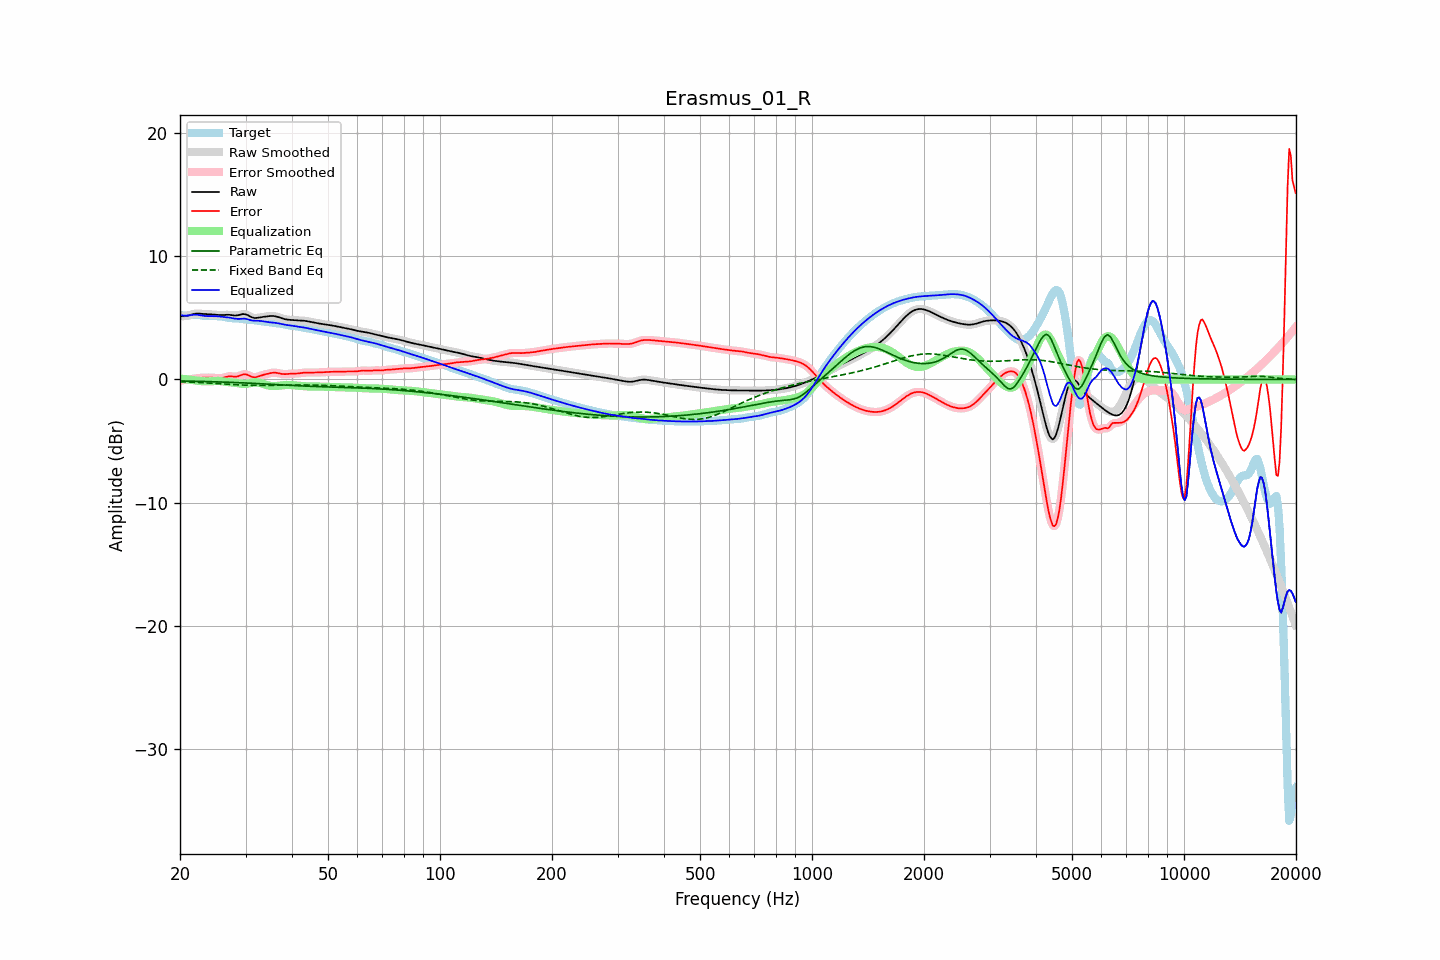 Erasmus_01_R
Target
Raw Smoothed
Error Smoothed
Raw
Error
Equalization
Parametric Eq
Fixed Band Eq
Equalized
20
10
0
−10
−20
−30
Amplitude (dBr)
20 50 100 200 500 1000 2000 5000 10000 20000
Frequency (Hz)